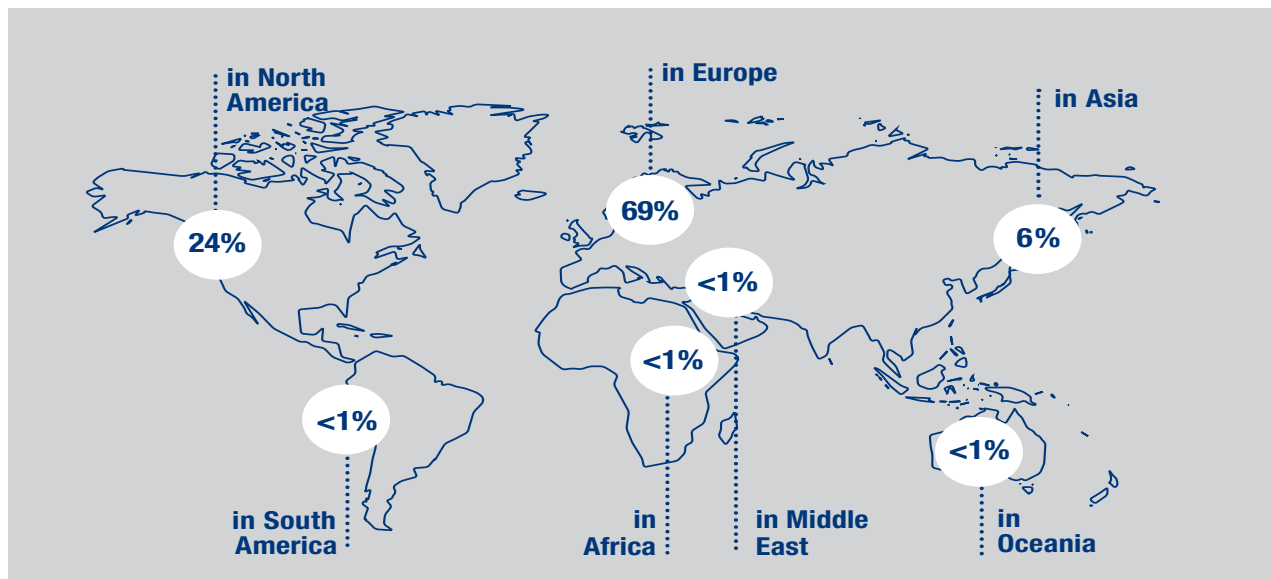 in North
America
in Europe
in Asia
69%
24%
6%
<1%
<1%
<1%
<1%
in South
America
in
Africa
in Middle
East
in
Oceania